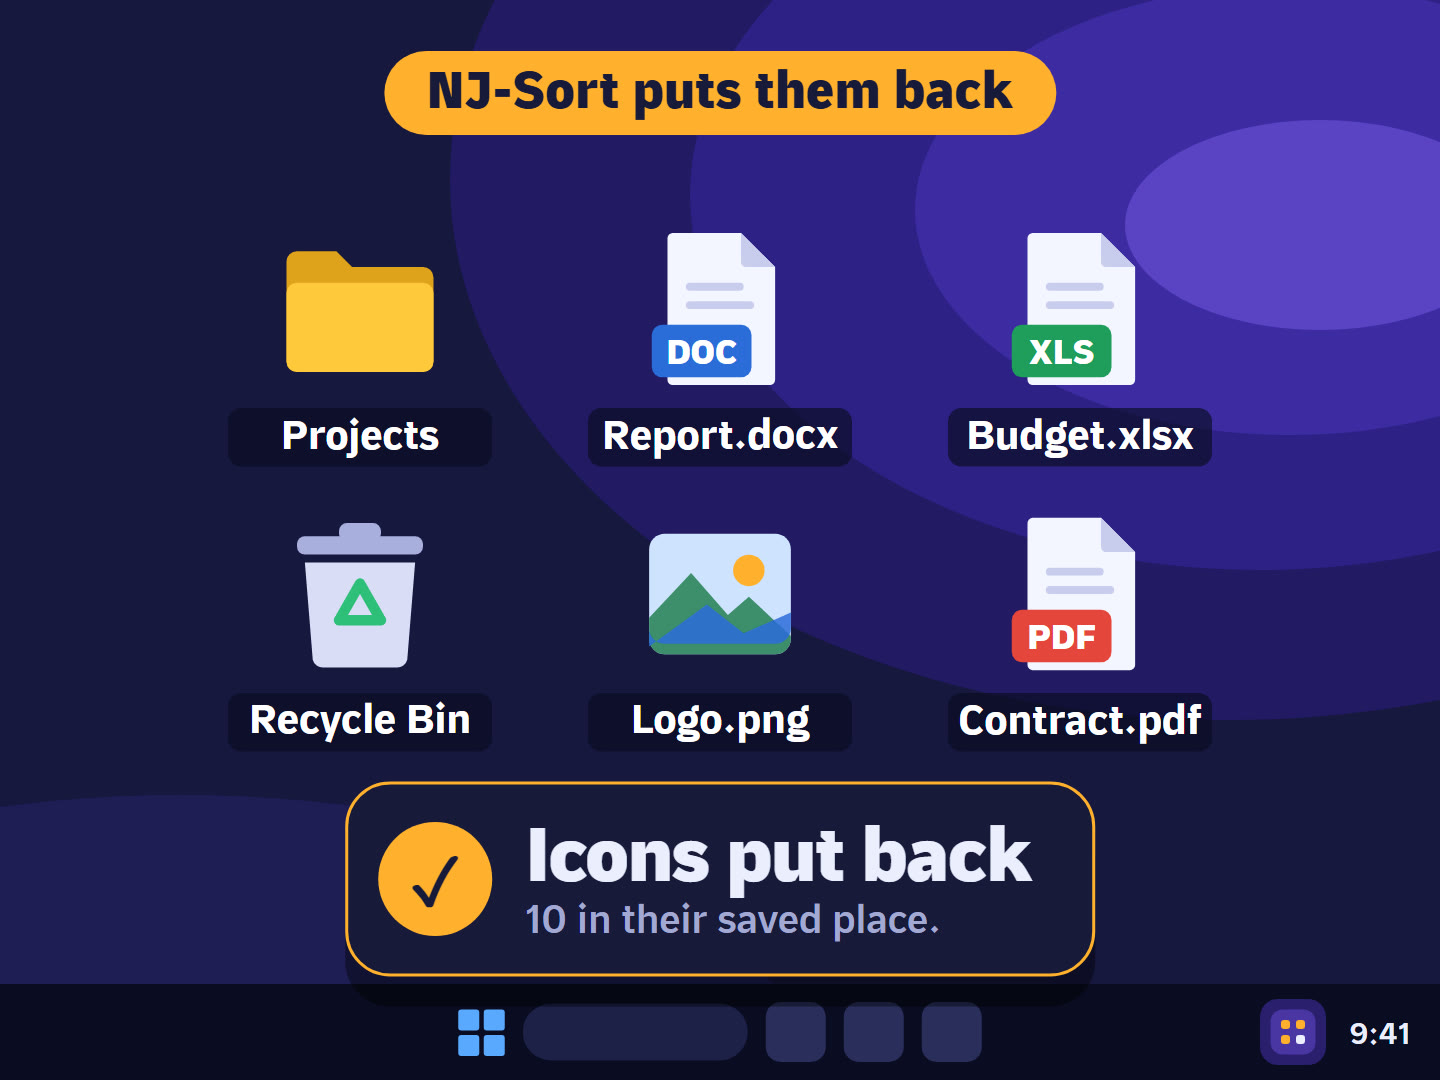 NJ-Sort puts them back
DOC
XLS
Projects
Report.docx
Budget.xlsx
PDF
Recycle Bin
Logo.png
Contract.pdf
Icons put back
10 in their saved place.
9:41